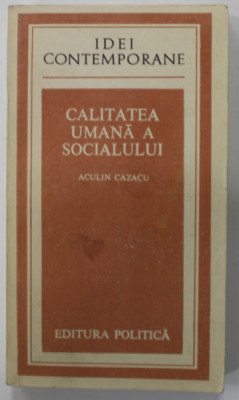 IDEI
CONTEMPORANE
CALITATEA
UMANĂ A
SOCIALULUI
ACULIN CAZACU
EDITURA POLITICĂ